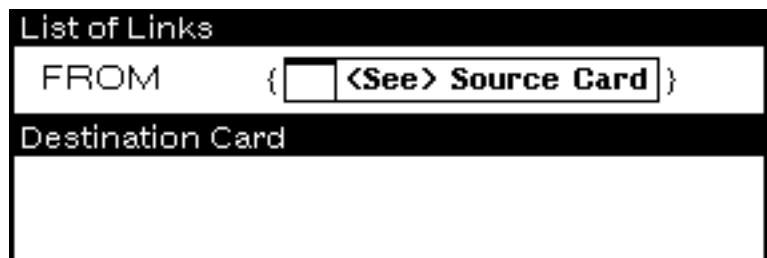 List of Links
FROM { <See> Source Card }
Destination Card